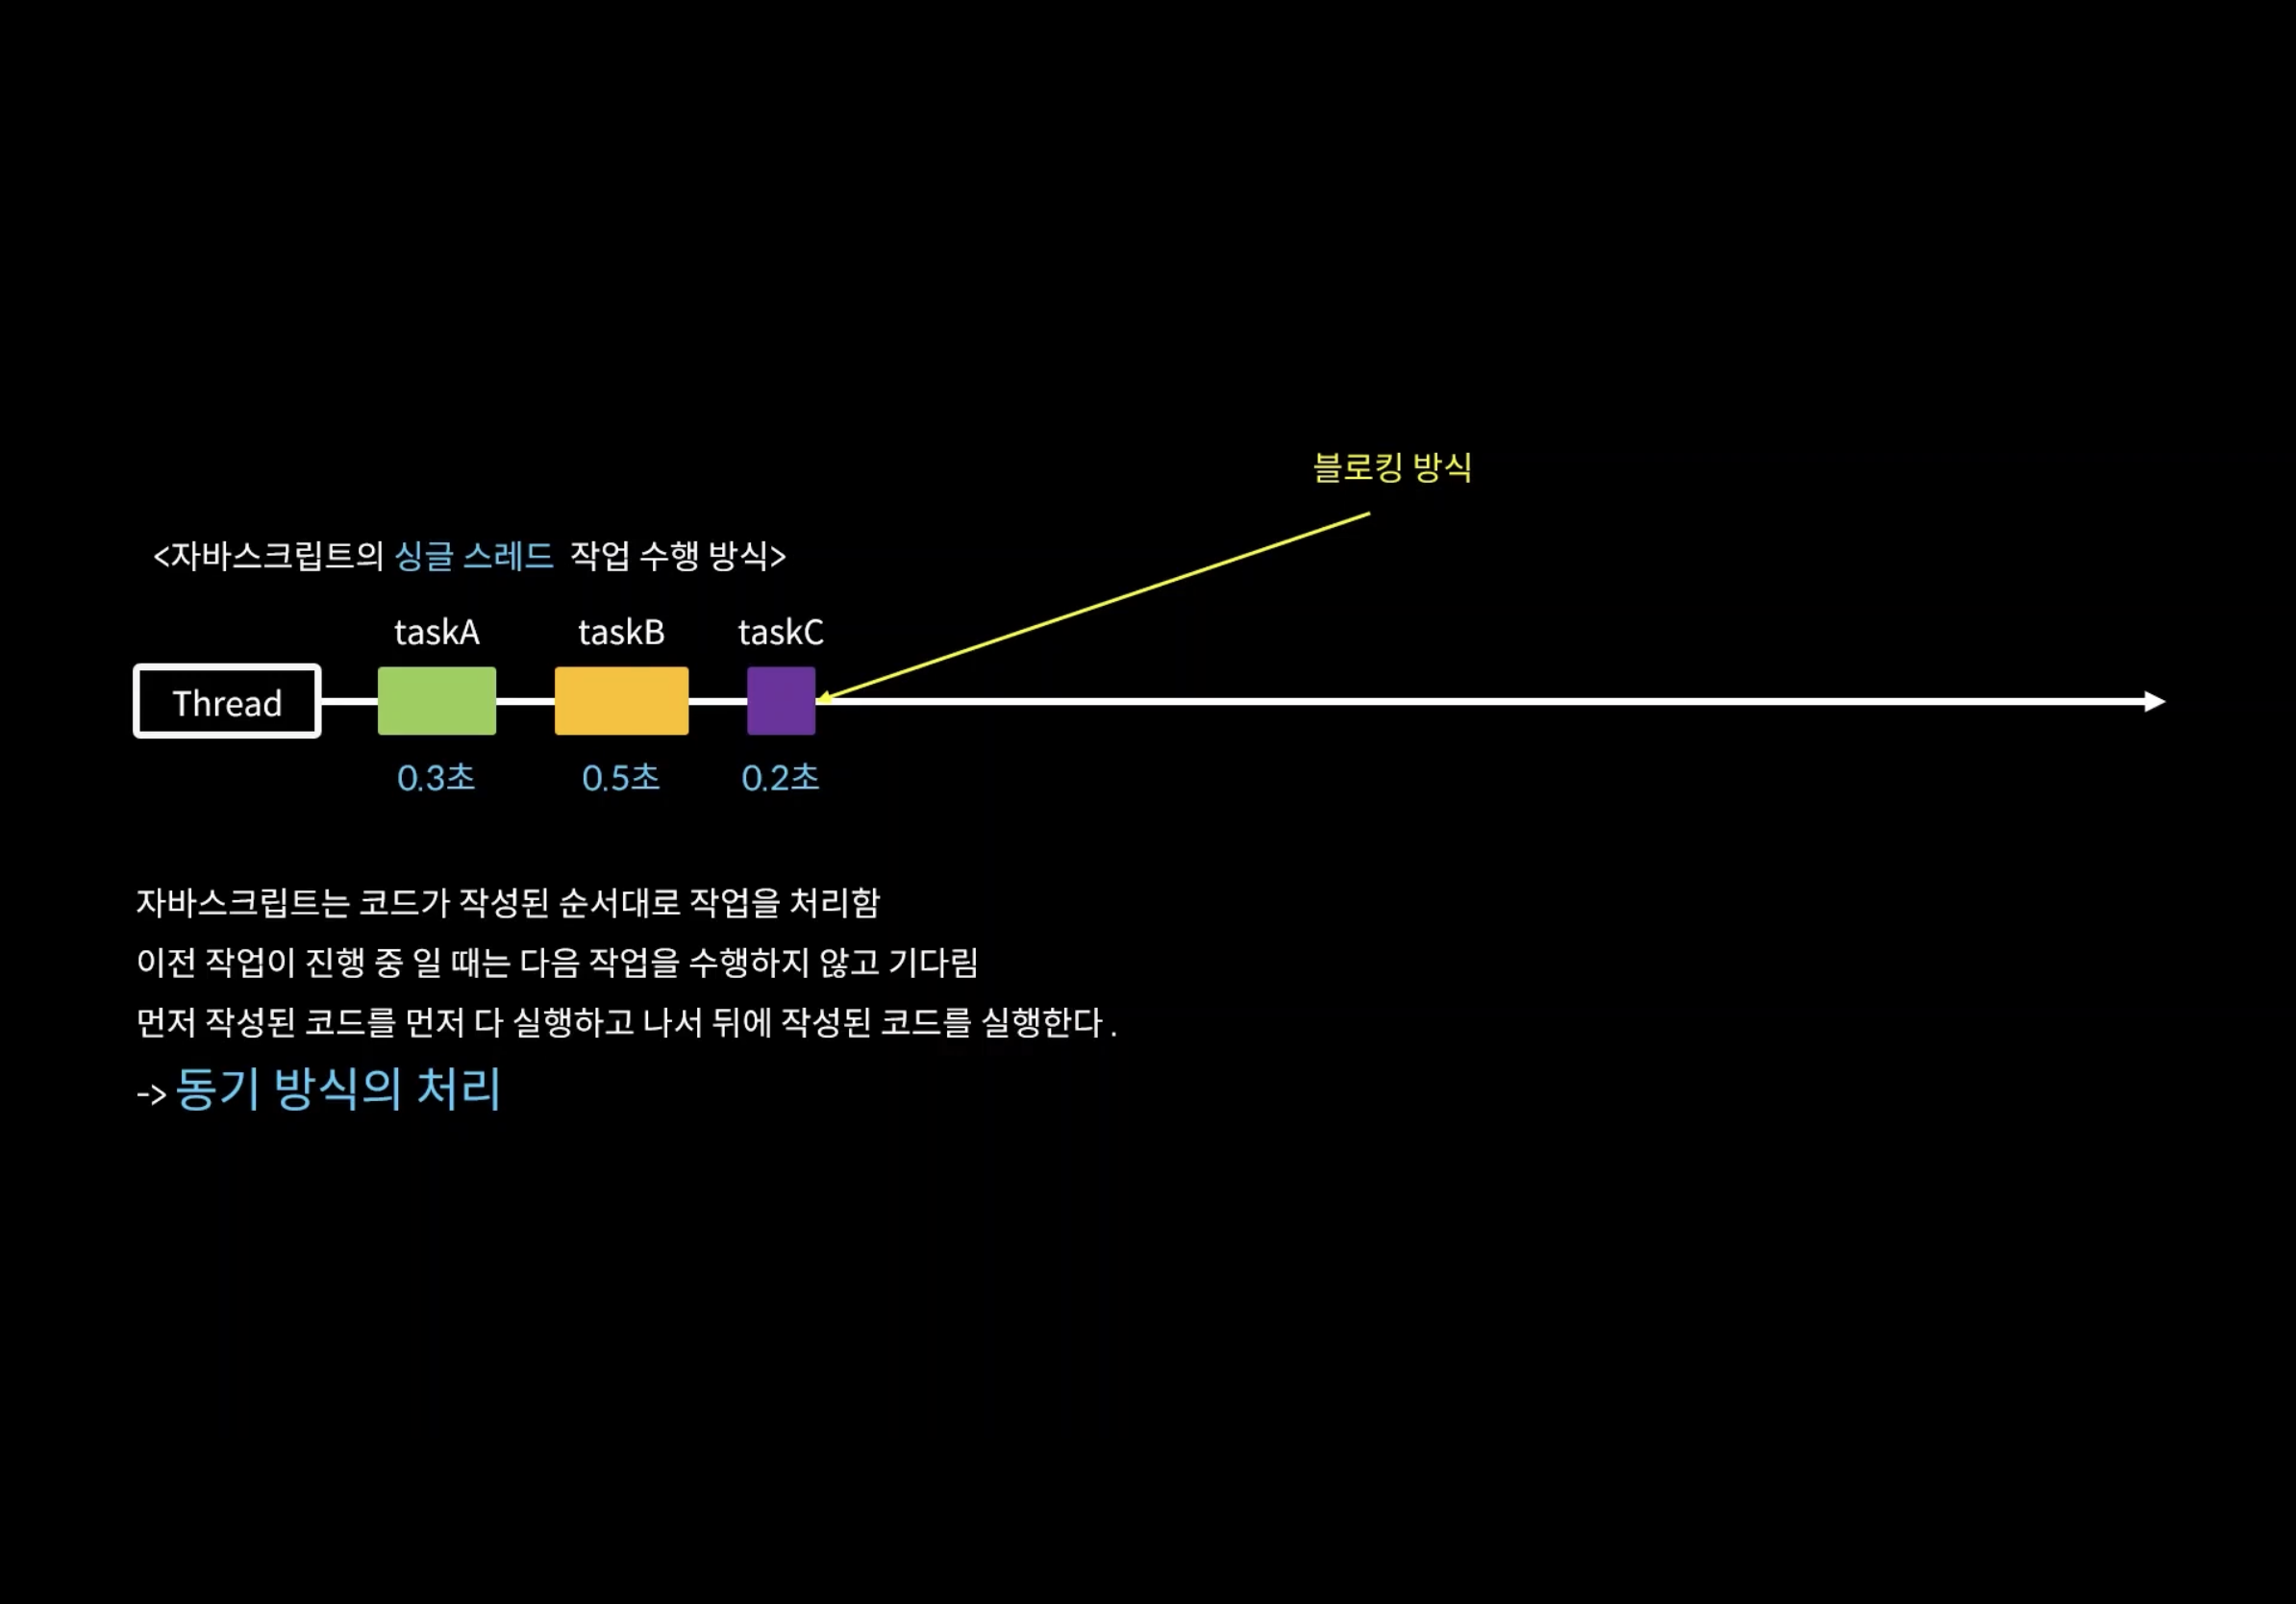 블로킹 방식
<자바스크립트의 싱글 스레드 작업 수행 방식>
taskA taskB taskC
Thread
0.3초 0.5초 0.2초
자바스크립트는 코드가 작성된 순서대로 작업을 처리함
이전 작업이 진행 중 일 때는 다음 작업을 수행하지 않고 기다림
먼저 작성된 코드를 먼저 다 실행하고 나서 뒤에 작성된 코드를 실행한다 .
-> 동기 방식의 처리